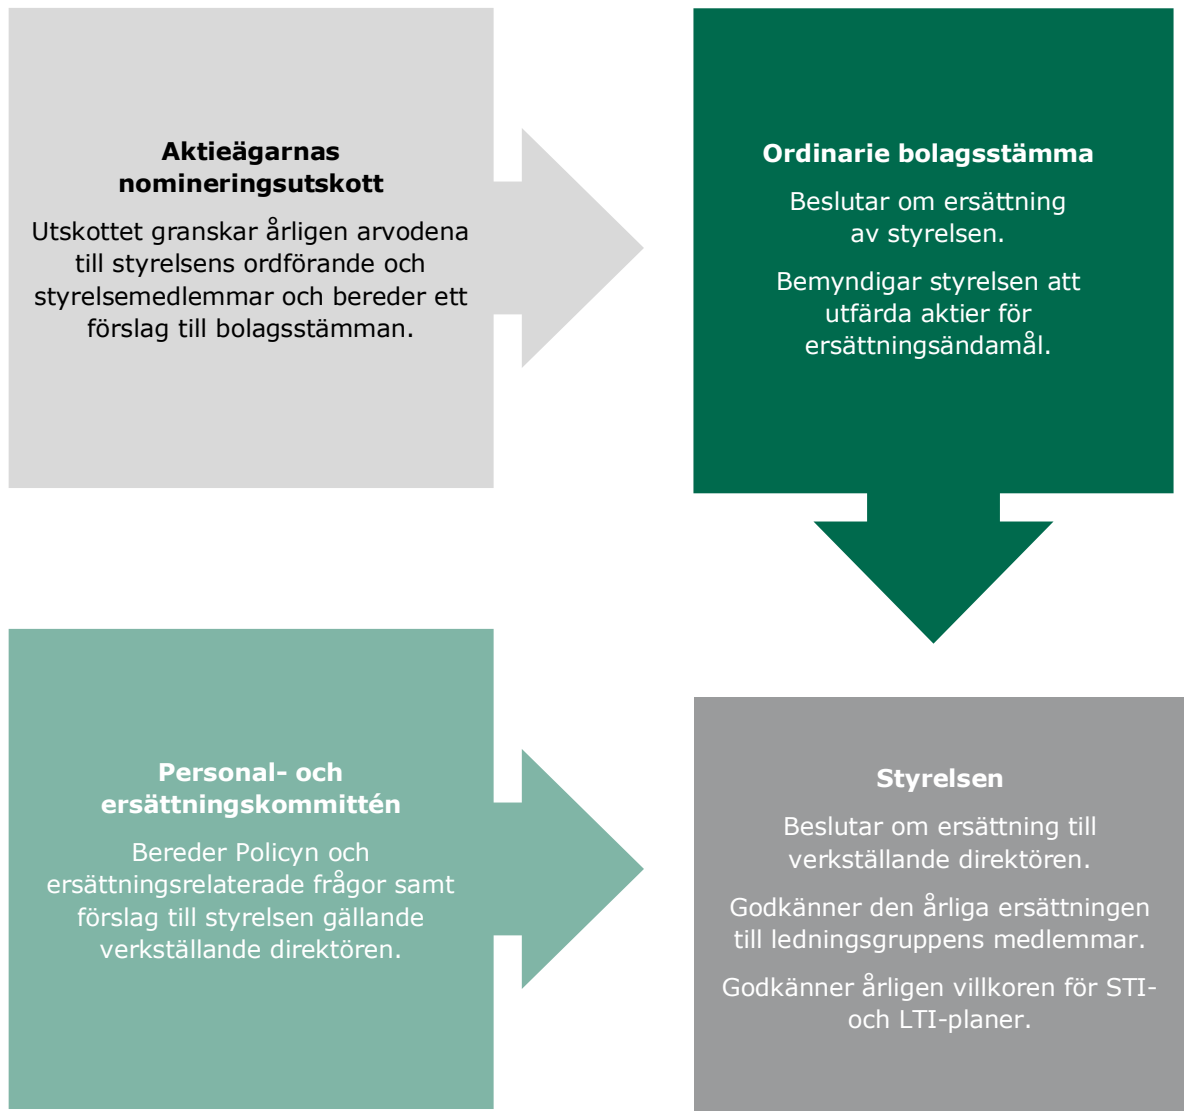 Aktieägarnas
nomineringsutskott
Utskottet granskar årligen arvodena
till styrelsens ordförande och
styrelsemedlemmar och bereder ett
förslag till bolagsstämman.
Ordinarie bolagsstämma
Beslutar om ersättning
av styrelsen.
Bemyndigar styrelsen att
utfärda aktier för
ersättningsändamål.
Personal- och
ersättningskommittén
Bereder Policyn och
ersättningsrelaterade frågor samt
förslag till styrelsen gällande
verkställande direktören.
Styrelsen
Beslutar om ersättning till
verkställande direktören.
Godkänner den årliga ersättningen
till ledningsgruppens medlemmar.
Godkänner årligen villkoren för STI-
och LTI-planer.